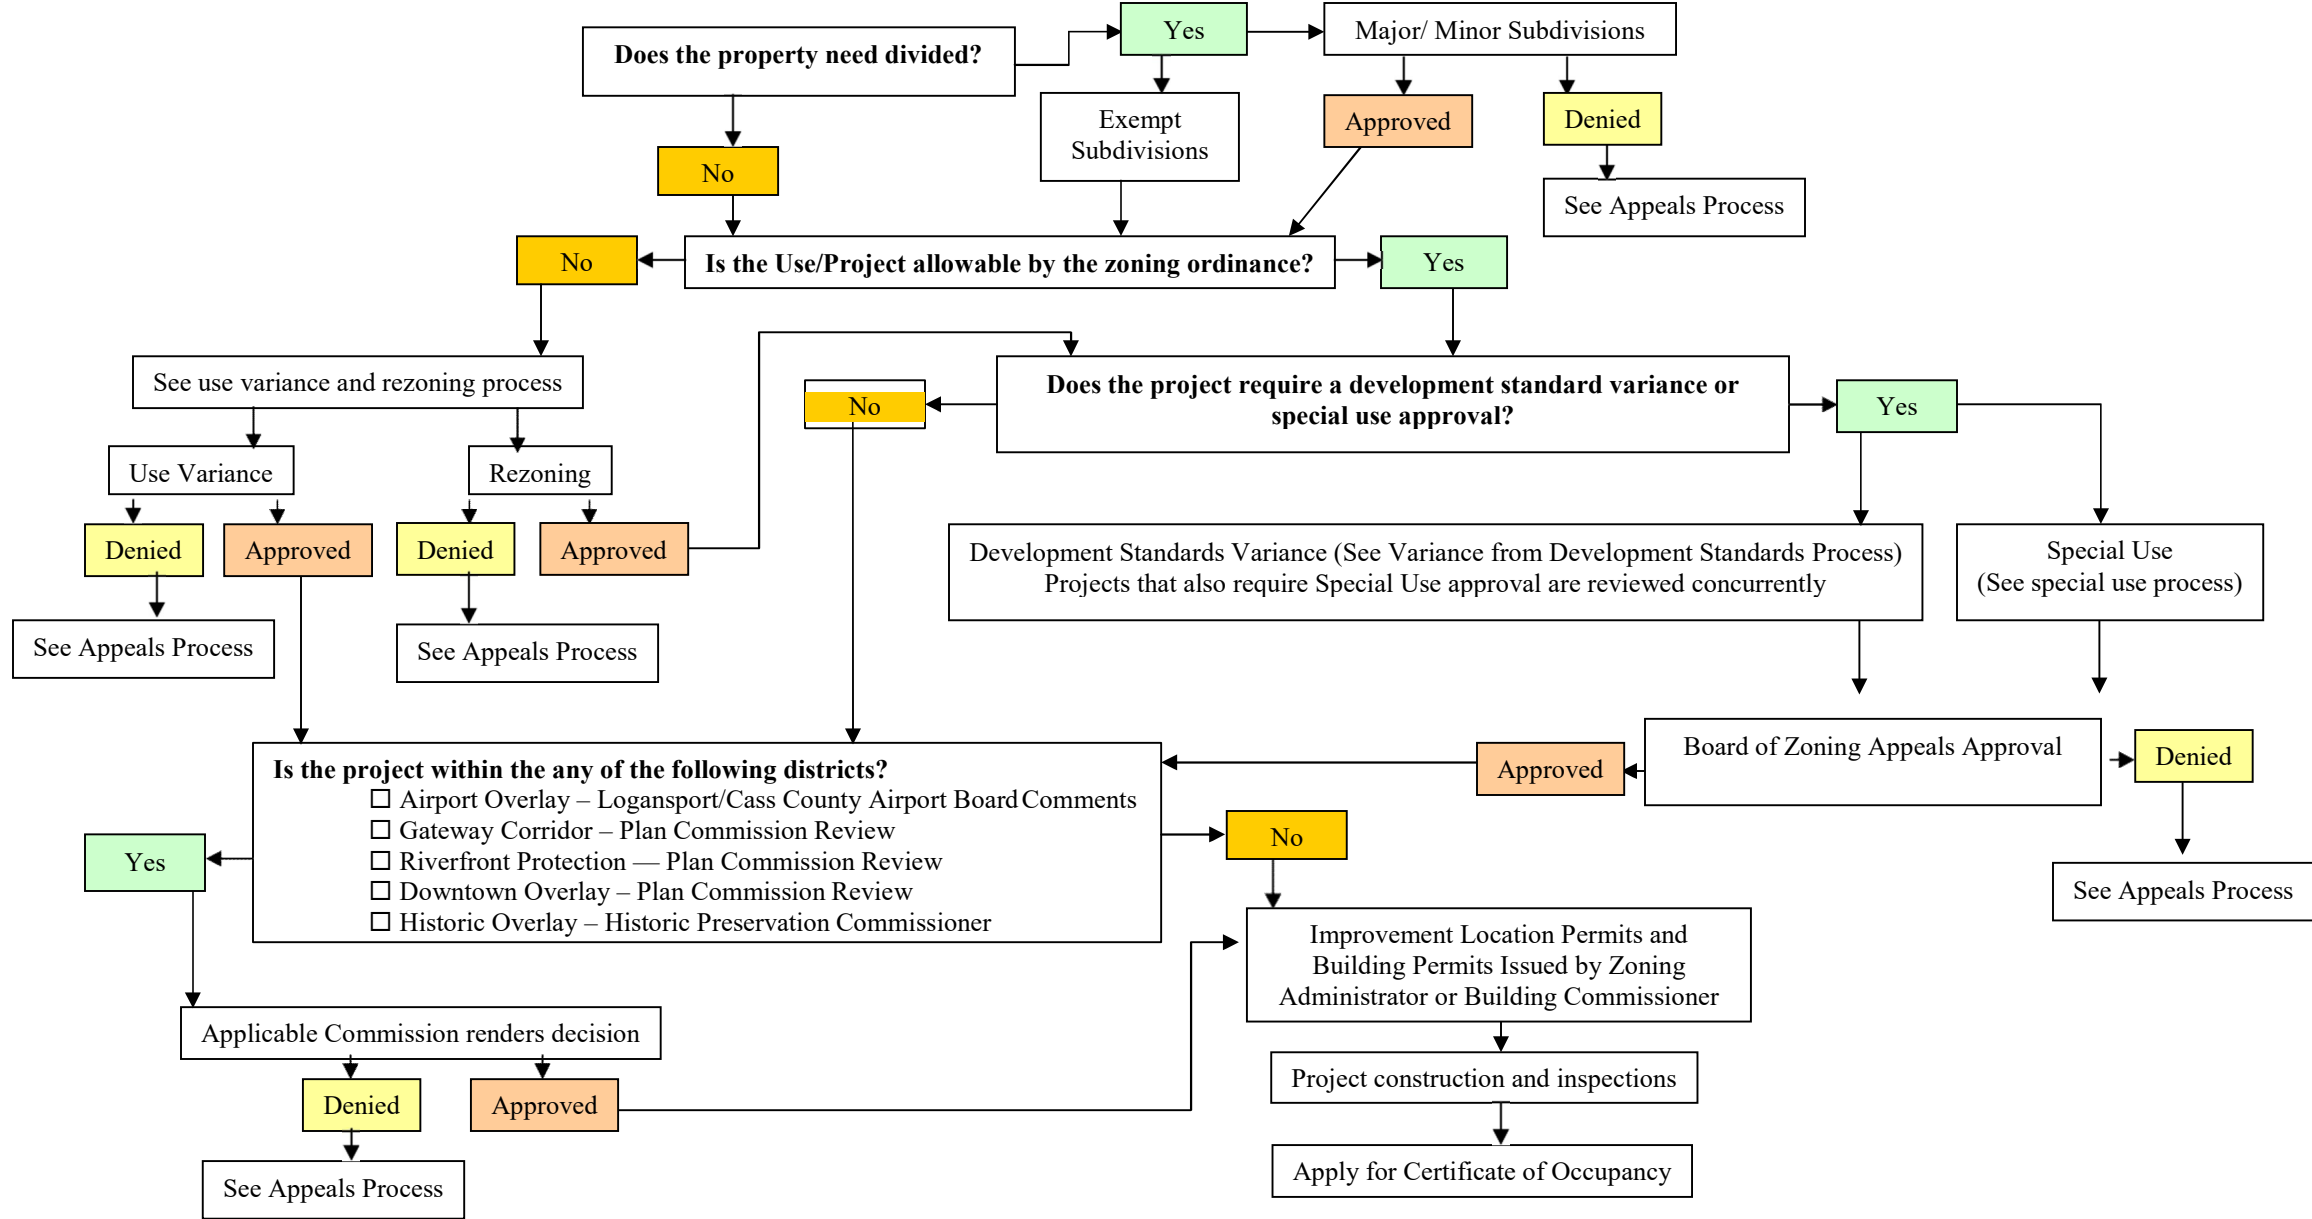 Does the property need divided?
Yes
Major/ Minor Subdivisions
Exempt
Subdivisions
Approved
Denied
No
See Appeals Process
No
Is the Use/Project allowable by the zoning ordinance?
Yes
See use variance and rezoning process
No
Does the project require a development standard variance or
special use approval?
Yes
Use Variance
Rezoning
Denied
Approved
Denied
Approved
Development Standards Variance (See Variance from Development Standards Process)
Projects that also require Special Use approval are reviewed concurrently
Special Use
(See special use process)
See Appeals Process
See Appeals Process
Is the project within the any of the following districts?
☐ Airport Overlay – Logansport/Cass County Airport Board Comments
☐ Gateway Corridor – Plan Commission Review
☐ Riverfront Protection — Plan Commission Review
☐ Downtown Overlay – Plan Commission Review
☐ Historic Overlay – Historic Preservation Commissioner
Approved
Board of Zoning Appeals Approval
Denied
Yes
No
See Appeals Process
Improvement Location Permits and
Building Permits Issued by Zoning
Administrator or Building Commissioner
Applicable Commission renders decision
Denied
Approved
Project construction and inspections
See Appeals Process
Apply for Certificate of Occupancy